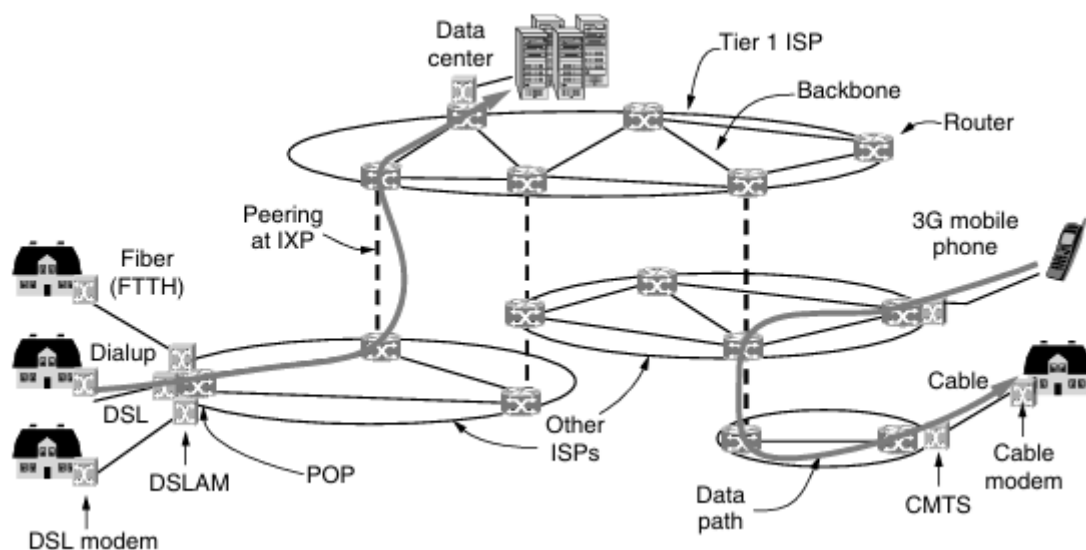 Data
center
Tier 1 ISP
Backbone
Router
Peering
at IXP
3G mobile
phone
Fiber
(FTTH)
Dialup
DSL
Cable
Other
ISPs
POP
DSLAM
DSL modem
Data
path
CMTS
Cable
modem